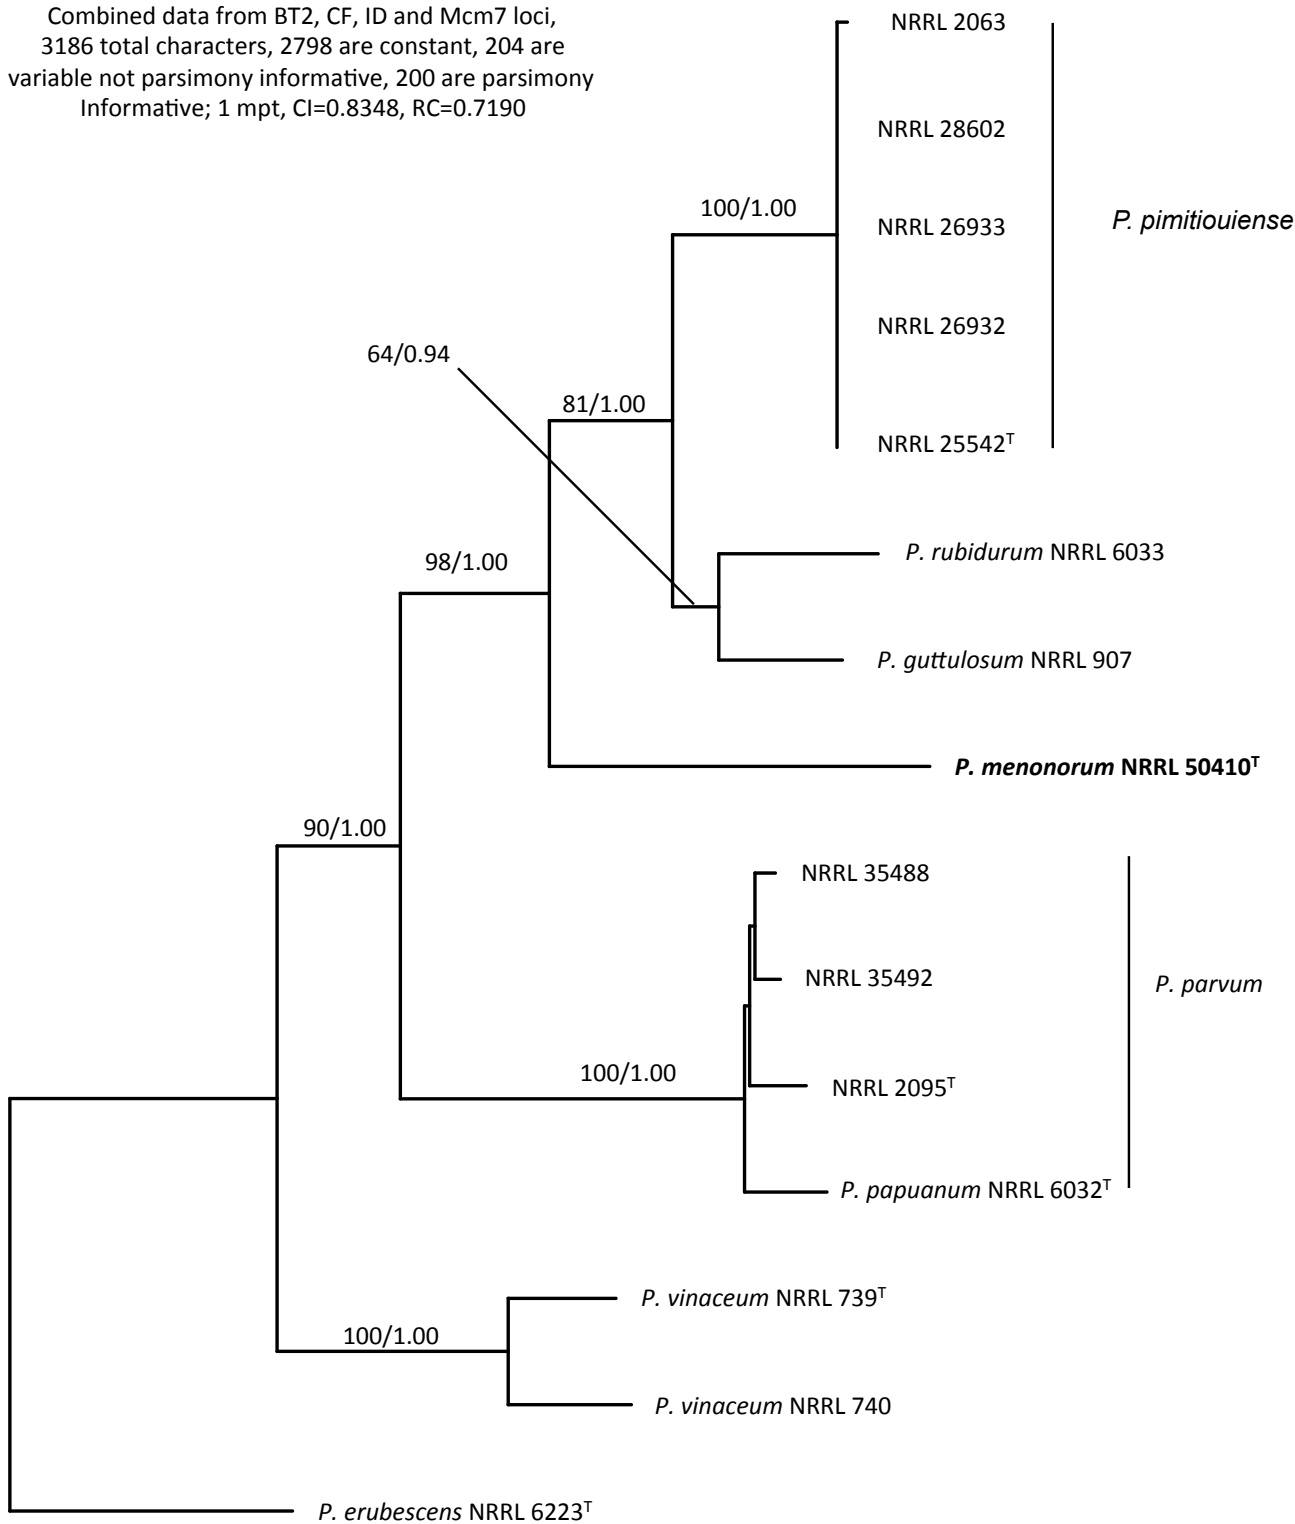 Combined data from BT2, CF, ID and Mcm7 loci,
3186 total characters, 2798 are constant, 204 are
variable not parsimony informative, 200 are parsimony
Informative; 1 mpt, CI=0.8348, RC=0.7190
NRRL 2063
NRRL 28602
100/1.00
P. pimitiouiense
NRRL 26933
NRRL 26932
64/0.94
81/1.00
NRRL 25542ᵀ
P. rubidurum NRRL 6033
98/1.00
P. guttulosum NRRL 907
P. menonorum NRRL 50410ᵀ
90/1.00
NRRL 35488
NRRL 35492
P. parvum
100/1.00
NRRL 2095ᵀ
P. papuanum NRRL 6032ᵀ
P. vinaceum NRRL 739ᵀ
100/1.00
P. vinaceum NRRL 740
P. erubescens NRRL 6223ᵀ